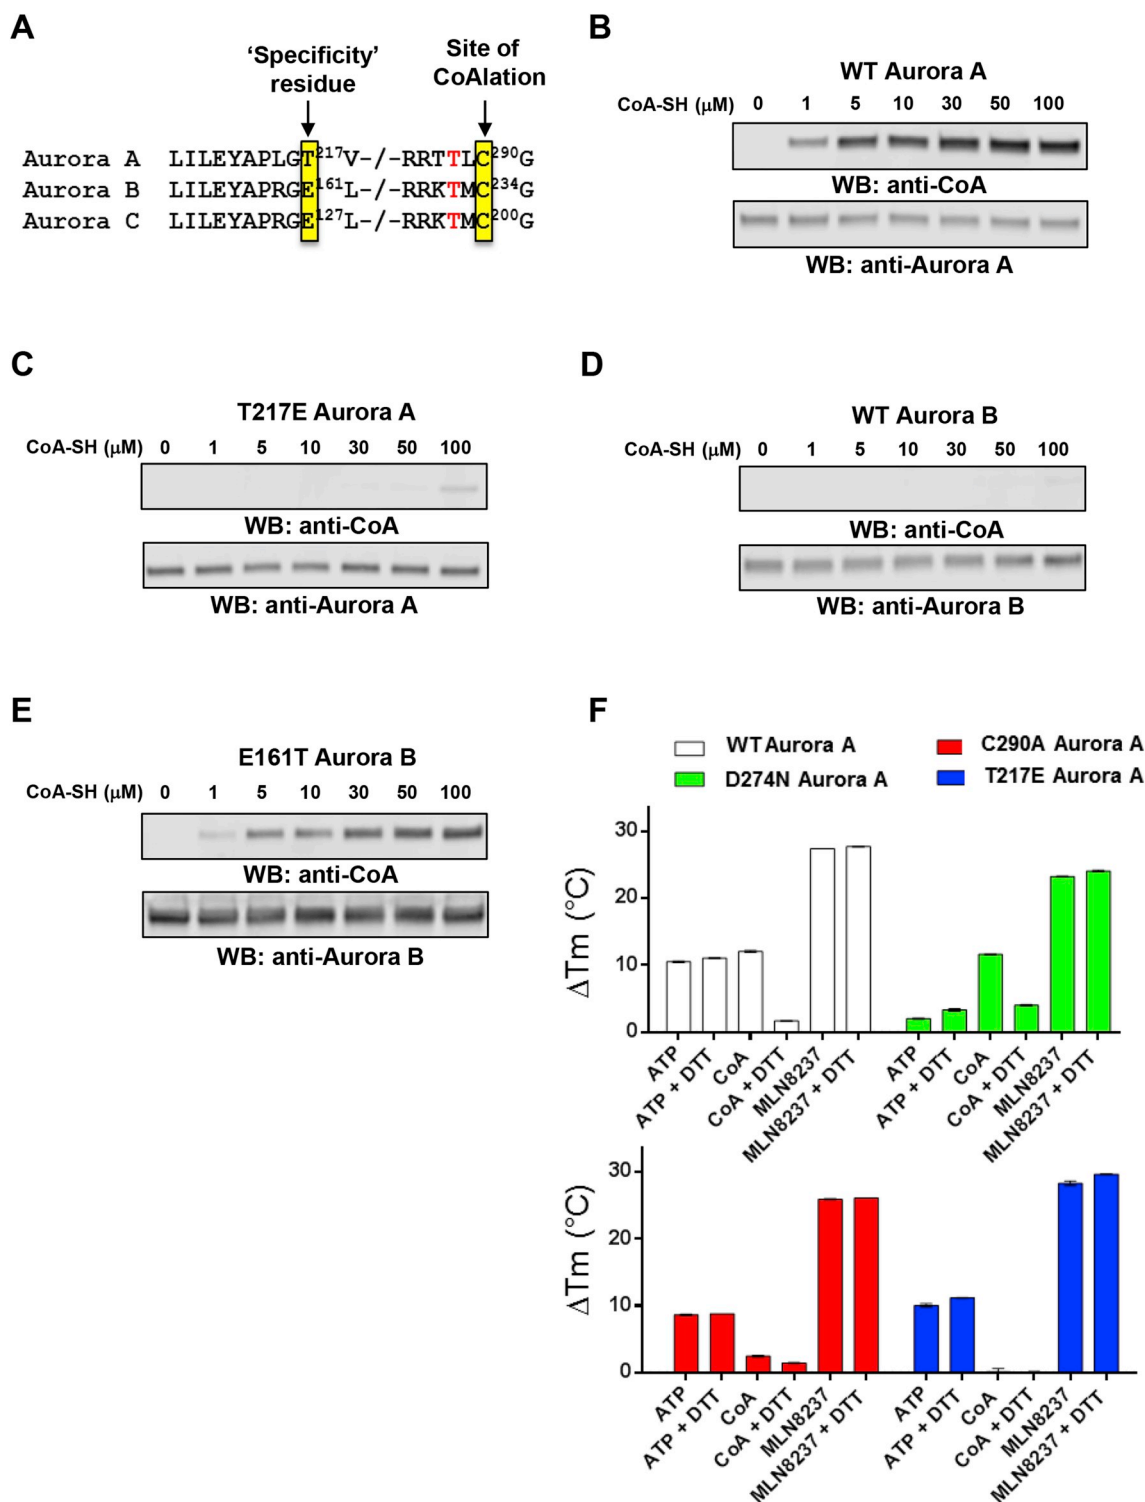 A
'Specificity' residue
Site of CoAlation
Aurora A LILEYAPLGT²¹⁷V-/-RRTTLC²⁹⁰G
Aurora B LILEYAPRGE¹⁶¹L-/-RRKTMC²³⁴G
Aurora C LILEYAPRGE¹²⁷L-/-RRKTMC²⁰⁰G
B
WT Aurora A
CoA-SH (µM) 0 1 5 10 30 50 100
WB: anti-CoA
WB: anti-Aurora A
C
T217E Aurora A
CoA-SH (µM) 0 1 5 10 30 50 100
WB: anti-CoA
WB: anti-Aurora A
D
WT Aurora B
CoA-SH (µM) 0 1 5 10 30 50 100
WB: anti-CoA
WB: anti-Aurora B
E
E161T Aurora B
CoA-SH (µM) 0 1 5 10 30 50 100
WB: anti-CoA
WB: anti-Aurora B
F
WT Aurora A
C290A Aurora A
D274N Aurora A
T217E Aurora A
ΔTm (°C)
30
20
10
0
ATP
ATP + DTT
CoA
CoA + DTT
MLN8237
MLN8237 + DTT
ATP
ATP + DTT
CoA
CoA + DTT
MLN8237
MLN8237 + DTT
ΔTm (°C)
30
20
10
0
ATP
ATP + DTT
CoA
CoA + DTT
MLN8237
MLN8237 + DTT
ATP
ATP + DTT
CoA
CoA + DTT
MLN8237
MLN8237 + DTT